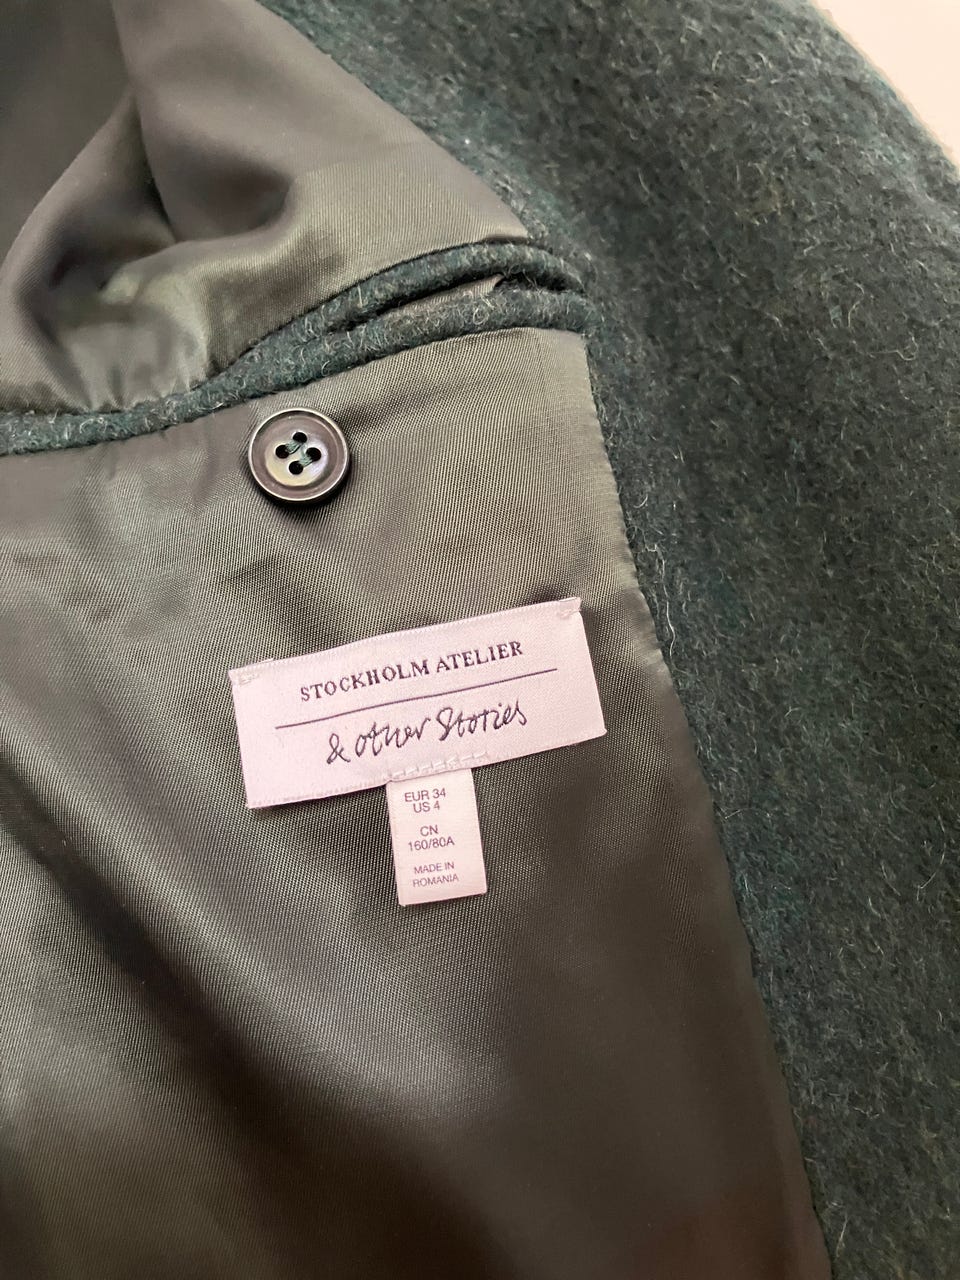 STOCKHOLM ATELIER
& other Stories
EUR 34
US 4
CN
160/80A
MADE IN
ROMANIA